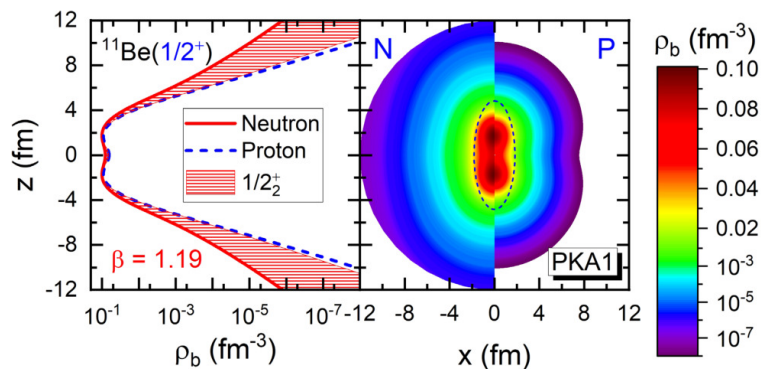 12
8
4
0
-4
-8
-12
z (fm)
¹¹Be(1/2⁺)
Neutron
Proton
1/2₂⁺
β = 1.19
10⁻¹ 10⁻³ 10⁻⁵ 10⁻⁷
ρ_b (fm⁻³)
N P
PKA1
-12 -8 -4 0 4 8 12
x (fm)
ρ_b (fm⁻³)
0.10
0.08
0.06
0.04
0.02
10⁻³
10⁻⁵
10⁻⁷